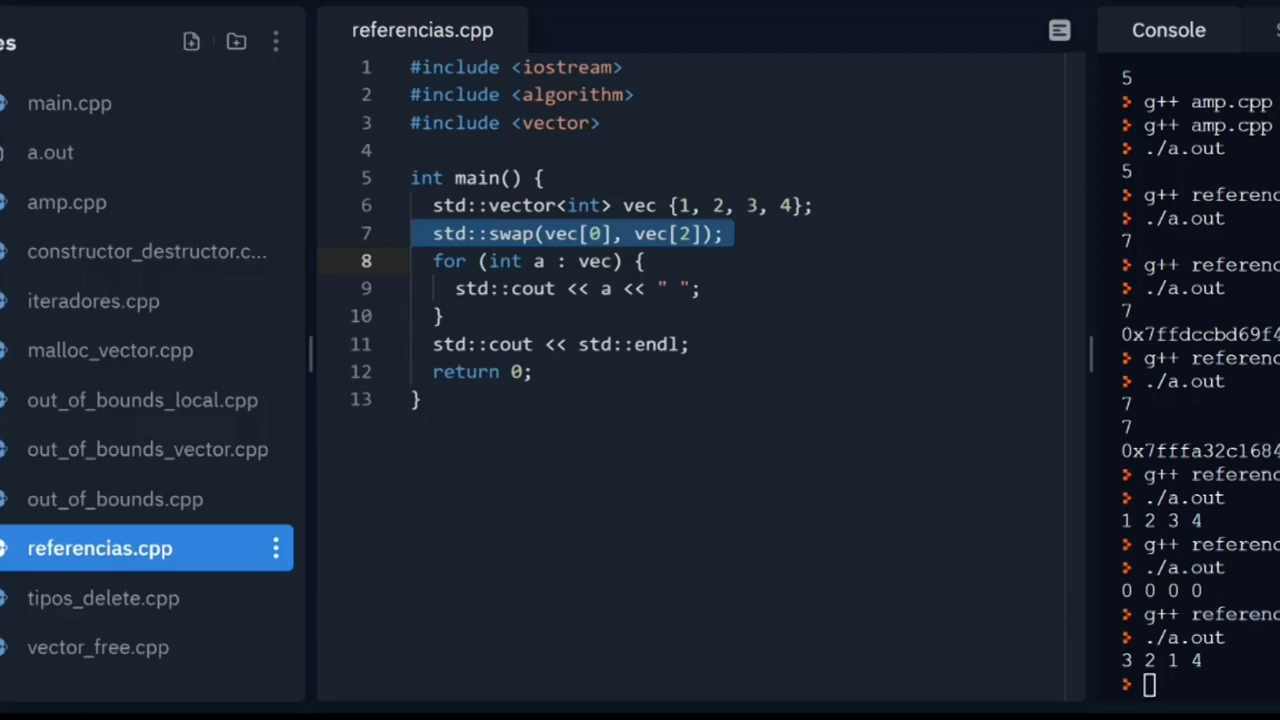 es
main.cpp
a.out
amp.cpp
constructor_destructor.c...
iteradores.cpp
malloc_vector.cpp
out_of_bounds_local.cpp
out_of_bounds_vector.cpp
out_of_bounds.cpp
referencias.cpp
tipos_delete.cpp
vector_free.cpp
referencias.cpp
1 #include <iostream>
2 #include <algorithm>
3 #include <vector>
4
5 int main() {
6 std::vector<int> vec {1, 2, 3, 4};
7 std::swap(vec[0], vec[2]);
8 for (int a : vec) {
9 std::cout << a << " ";
10 }
11 std::cout << std::endl;
12 return 0;
13 }
Console
5
> g++ amp.cpp
> g++ amp.cpp
> ./a.out
5
> g++ referenc
> ./a.out
7
> g++ referenc
> ./a.out
7
0x7ffdccbd69f4
> g++ referenc
> ./a.out
7
7
0x7fffa32c1684
> g++ referenc
> ./a.out
1 2 3 4
> g++ referenc
> ./a.out
0 0 0 0
> g++ referenc
> ./a.out
3 2 1 4
>